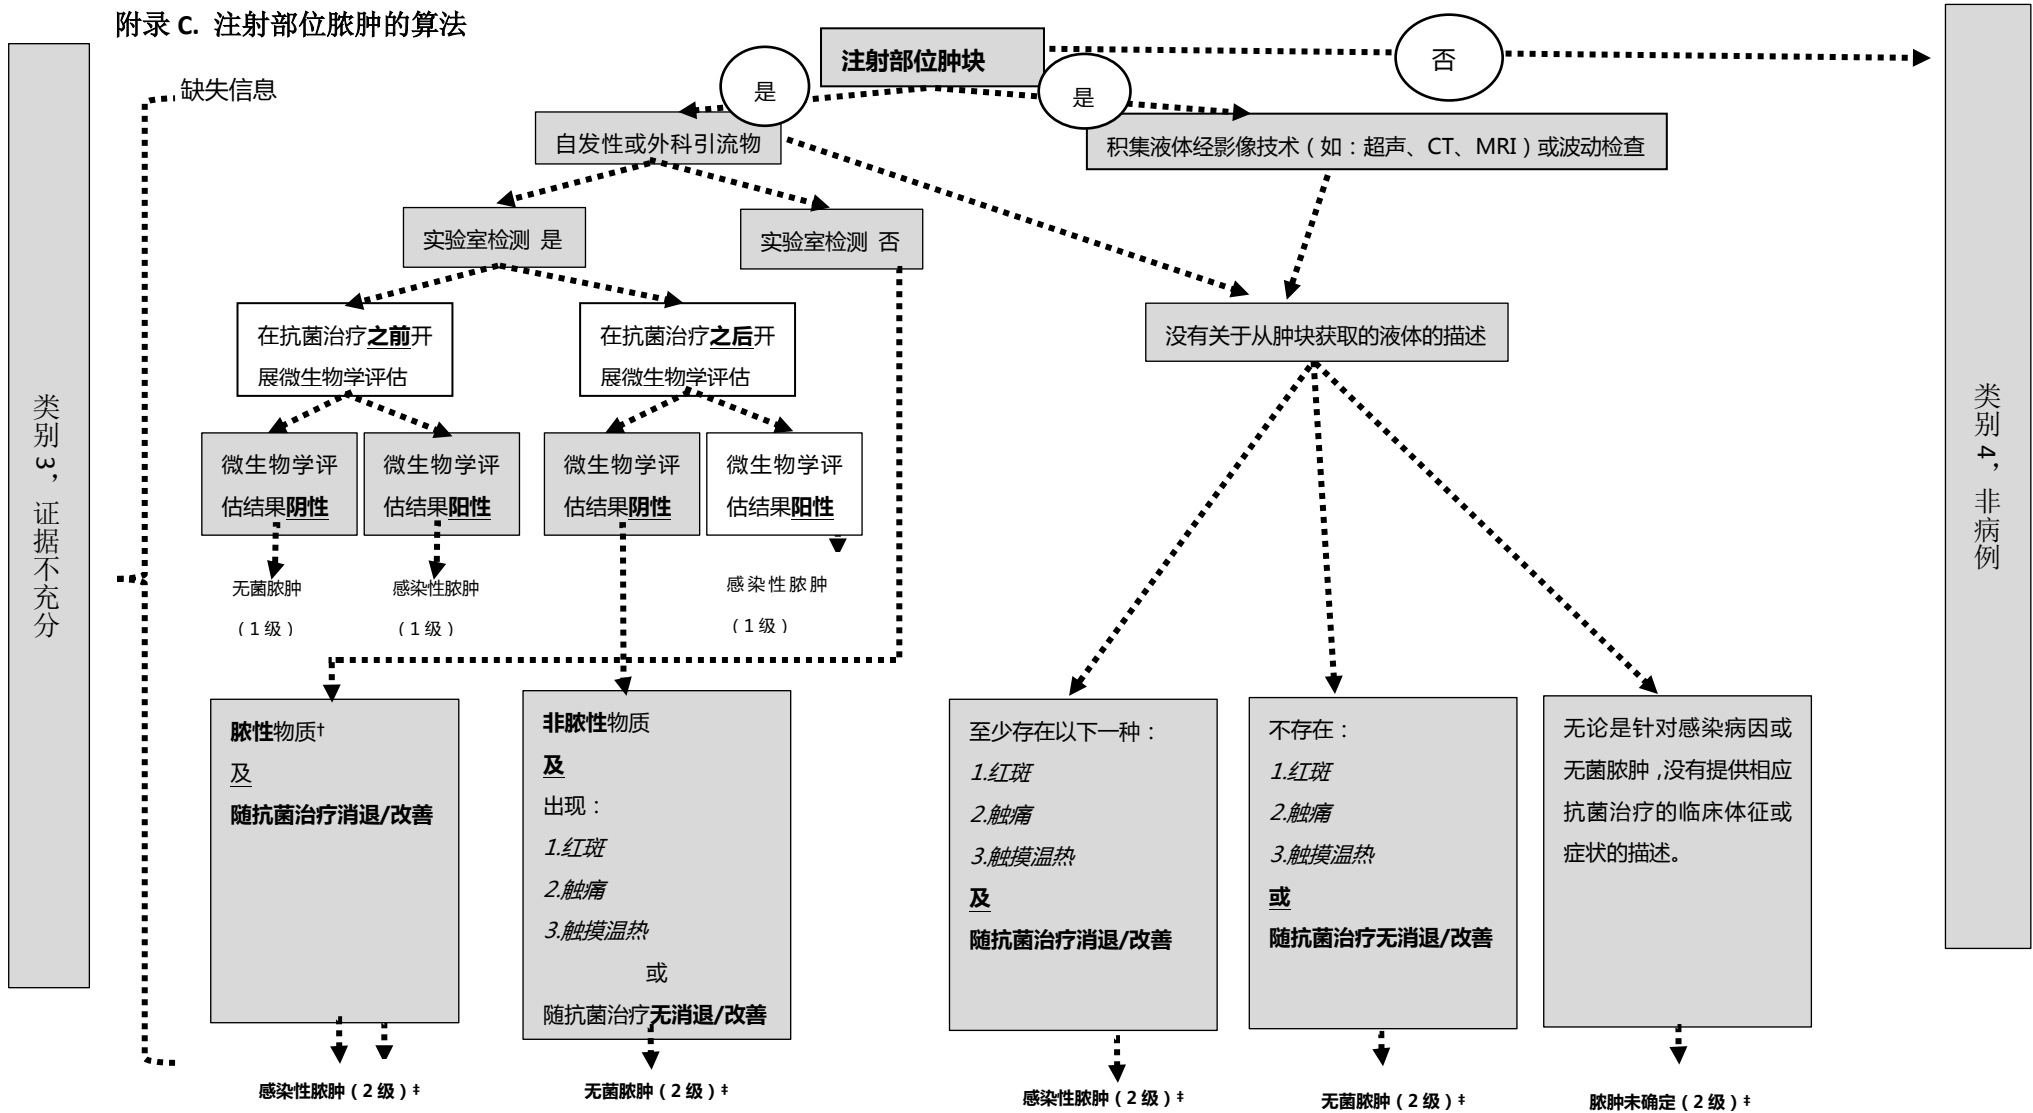 附录 C. 注射部位脓肿的算法
注射部位肿块
否
是
是
缺失信息
自发性或外科引流物
积集液体经影像技术（如：超声、CT、MRI）或波动检查
实验室检测 是
实验室检测 否
在抗菌治疗之前开
展微生物学评估
在抗菌治疗之后开
展微生物学评估
没有关于从肿块获取的液体的描述
微生物学评
估结果阴性
微生物学评
估结果阳性
微生物学评
估结果阴性
微生物学评
估结果阳性
无菌脓肿
（1 级）
感染性脓肿
（1 级）
感染性脓肿
（1 级）
类别 3，证据不充分
类别 4，非病例
脓性物质†
及
随抗菌治疗消退/改善
非脓性物质
及
出现：
1.红斑
2.触痛
3.触摸温热
或
随抗菌治疗无消退/改善
至少存在以下一种：
1.红斑
2.触痛
3.触摸温热
及
随抗菌治疗消退/改善
不存在：
1.红斑
2.触痛
3.触摸温热
或
随抗菌治疗无消退/改善
无论是针对感染病因或
无菌脓肿，没有提供相应
抗菌治疗的临床体征或
症状的描述。
感染性脓肿（2 级）‡
无菌脓肿（2 级）‡
感染性脓肿（2 级）‡
无菌脓肿（2 级）‡
脓肿未确定（2 级）‡